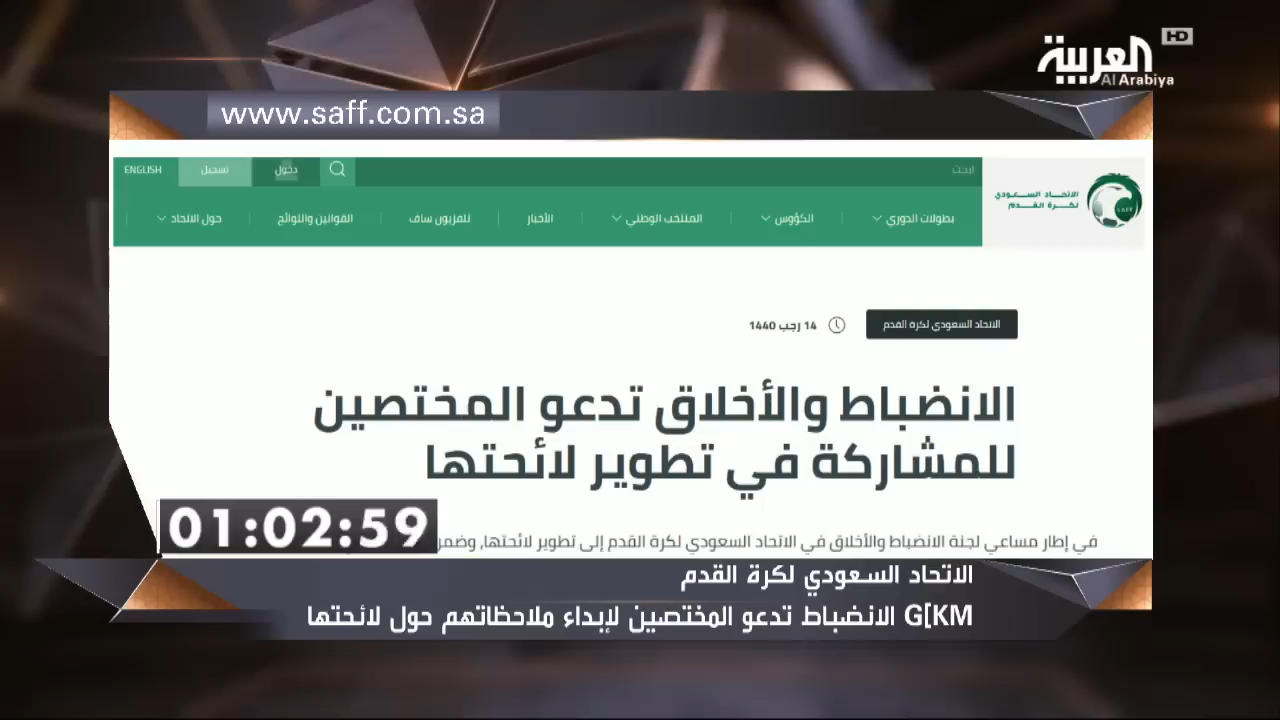 العربية HD
Al Arabiya
www.saff.com.sa
ENGLISH تسجيل دخول ابحث
الاتحاد السعودي
لكرة القدم
SAFF
بطولات الدوري الكؤوس المنتخب الوطني الأخبار تلفزيون ساف القوانين واللوائح حول الاتحاد
الاتحاد السعودي لكرة القدم 14 رجب 1440
الانضباط والأخلاق تدعو المختصين
للمشاركة في تطوير لائحتها
01:02:59
في إطار مساعي لجنة الانضباط والأخلاق في الاتحاد السعودي لكرة القدم إلى تطوير لائحتها، وضمن
الاتحاد السعودي لكرة القدم
G[KM الانضباط تدعو المختصين لإبداء ملاحظاتهم حول لائحتها